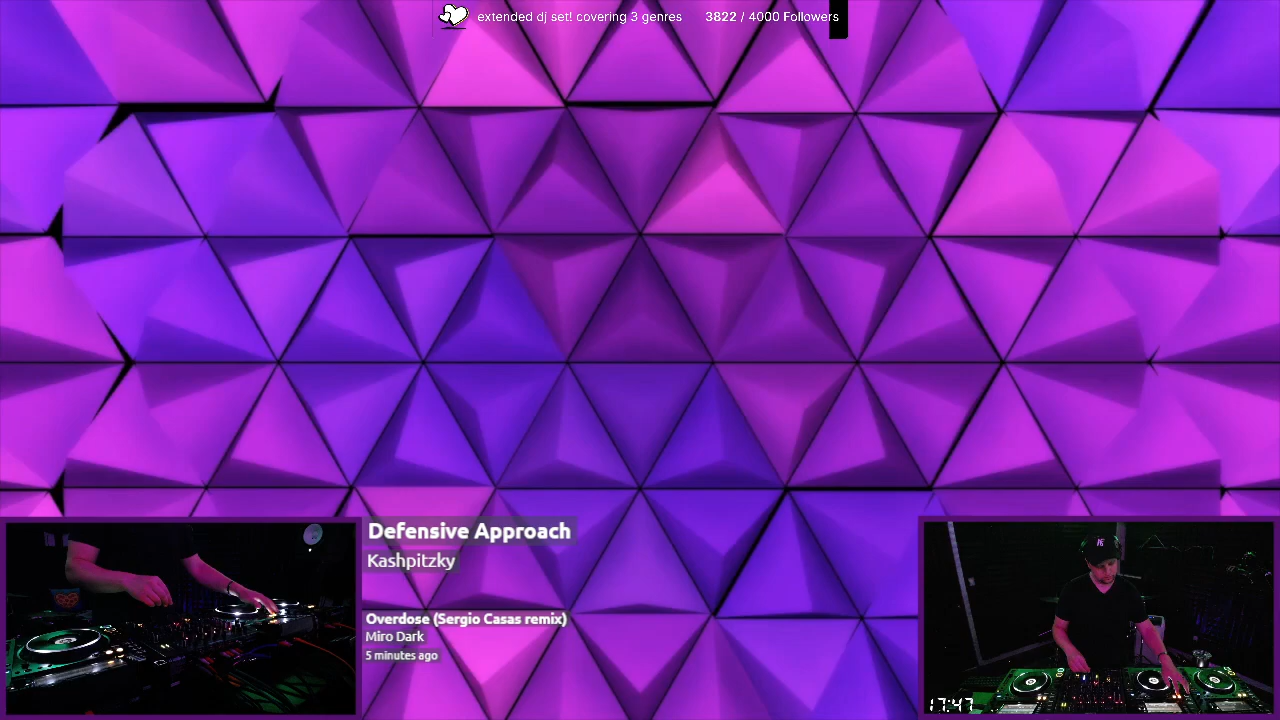 extended dj set! covering 3 genres 3822 / 4000 Followers
Defensive Approach
Kashpitzky
Overdose (Sergio Casas remix)
Miro Dark
5 minutes ago
17:47